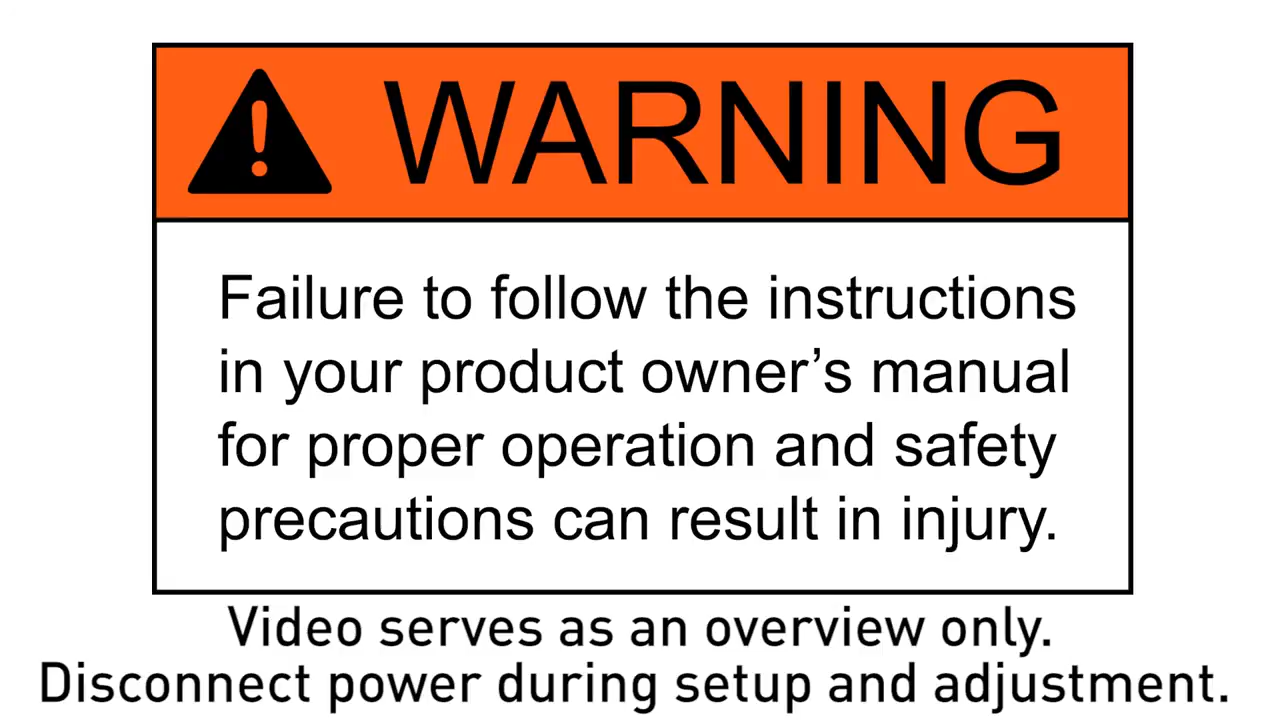 WARNING
Failure to follow the instructions
in your product owner’s manual
for proper operation and safety
precautions can result in injury.
Video serves as an overview only.
Disconnect power during setup and adjustment.